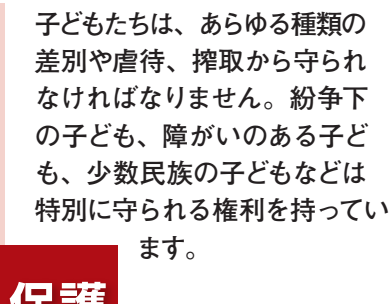 子どもたちは、あらゆる種類の
差別や虐待、搾取から守られ
なければなりません。紛争下
の子ども、障がいのある子ど
も、少数民族の子どもなどは
特別に守られる権利を持ってい
ます。
保護